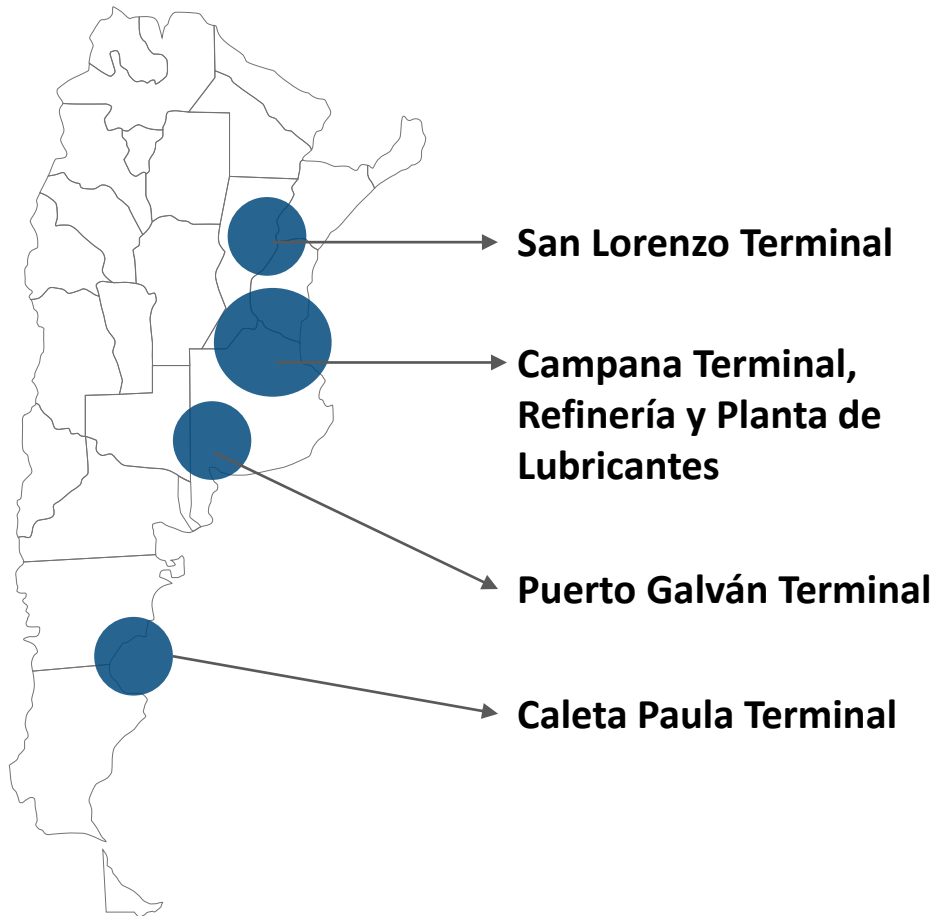 San Lorenzo Terminal
Campana Terminal,
Refinería y Planta de
Lubricantes
Puerto Galván Terminal
Caleta Paula Terminal